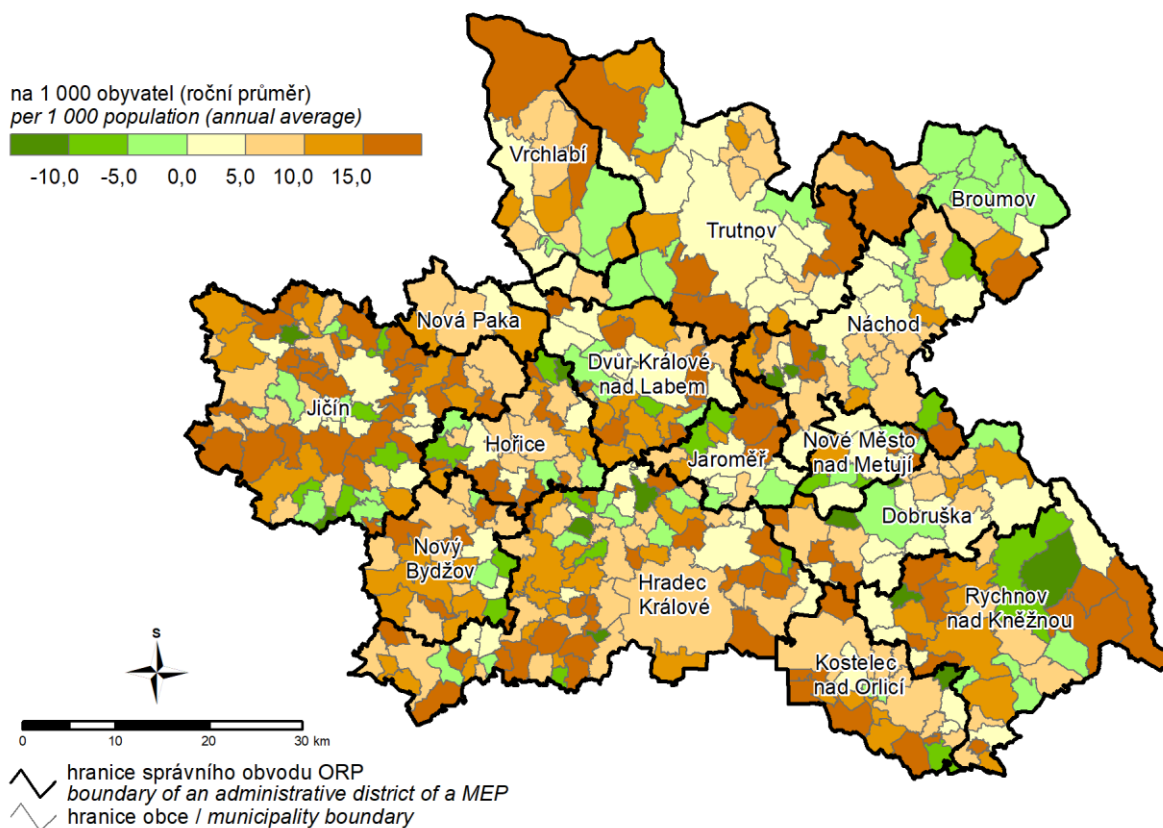 na 1 000 obyvatel (roční průměr)
per 1 000 population (annual average)
-10,0 -5,0 0,0 5,0 10,0 15,0
Vrchlabí
Broumov
Trutnov
Nová Paka
Náchod
Dvůr Králové
nad Labem
Jičín
Hořice
Jaroměř
Nové Město
nad Metují
Dobruška
Nový
Bydžov
Hradec
Králové
Rychnov
nad Kněžnou
Kostelec
nad Orlicí
s
0 10 20 30 km
hranice správního obvodu ORP
boundary of an administrative district of a MEP
hranice obce / municipality boundary